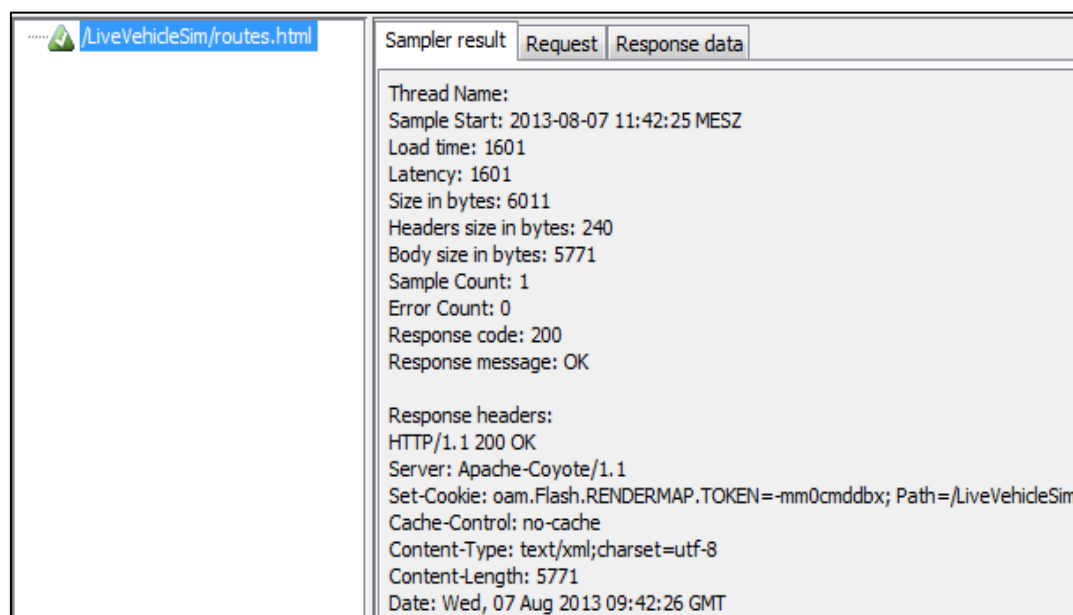 /LiveVehicleSim/routes.html
Sampler result Request Response data
Thread Name:
Sample Start: 2013-08-07 11:42:25 MESZ
Load time: 1601
Latency: 1601
Size in bytes: 6011
Headers size in bytes: 240
Body size in bytes: 5771
Sample Count: 1
Error Count: 0
Response code: 200
Response message: OK
Response headers:
HTTP/1.1 200 OK
Server: Apache-Coyote/1.1
Set-Cookie: oam.Flash.RENDERMAP.TOKEN=-mm0cmddbx; Path=/LiveVehicleSim
Cache-Control: no-cache
Content-Type: text/xml;charset=utf-8
Content-Length: 5771
Date: Wed, 07 Aug 2013 09:42:26 GMT